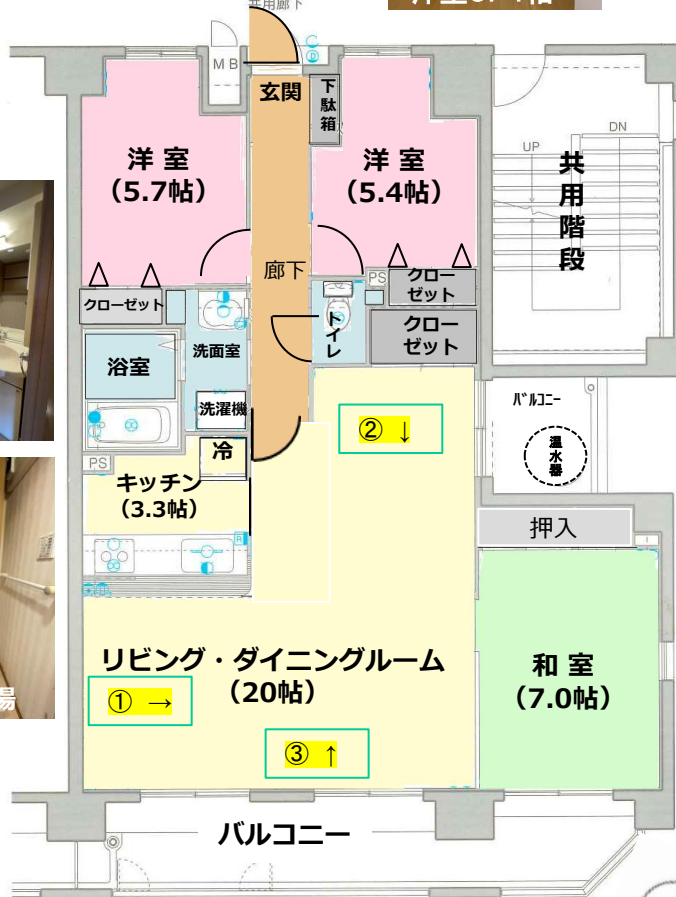 共用廊下
MB
玄関
下駄箱
洋 室
（5.7帖）
洋 室
（5.4帖）
UP
DN
共用階段
廊下
PS
クローゼット
クロー
ゼット
クロー
ゼット
トイレ
洗面室
浴室
洗濯機
冷
PS
キッチン
（3.3帖）
② ↓
バルコニー
温水器
押入
リビング・ダイニングルーム
（20帖）
① →
③ ↑
和 室
（7.0帖）
場
バルコニー